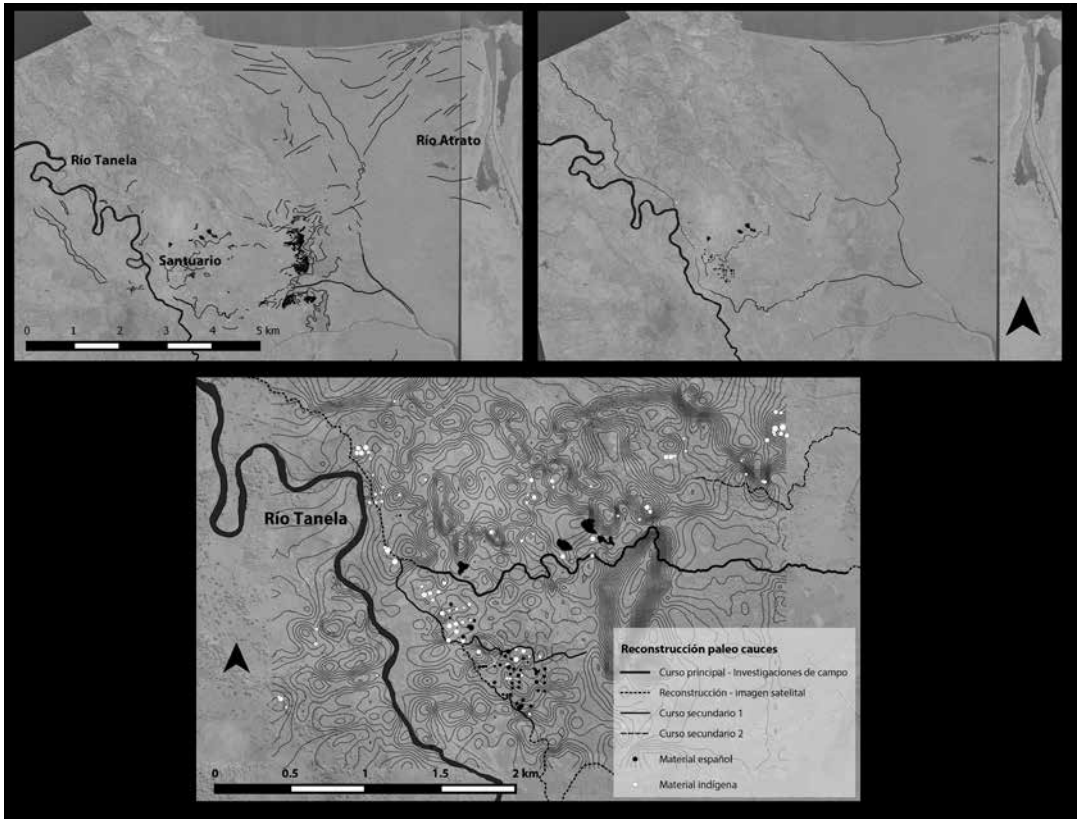 Río Tanela
Río Atrato
Santuario
0 1 2 3 4 5 km
Río Tanela
Reconstrucción paleo cauces
Curso principal - Investigaciones de campo
Reconstrucción - imagen satelital
Curso secundario 1
Curso secundario 2
Material español
Material indígena
0 0.5 1 1.5 2 km